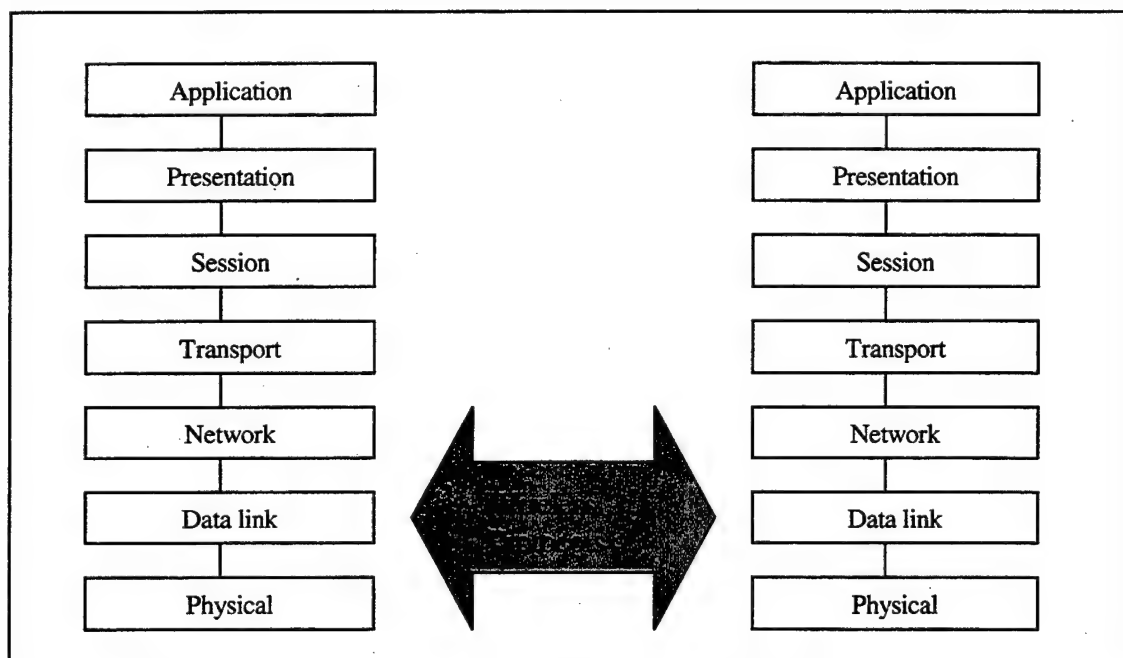 Application
Presentation
Session
Transport
Network
Data link
Physical
Application
Presentation
Session
Transport
Network
Data link
Physical